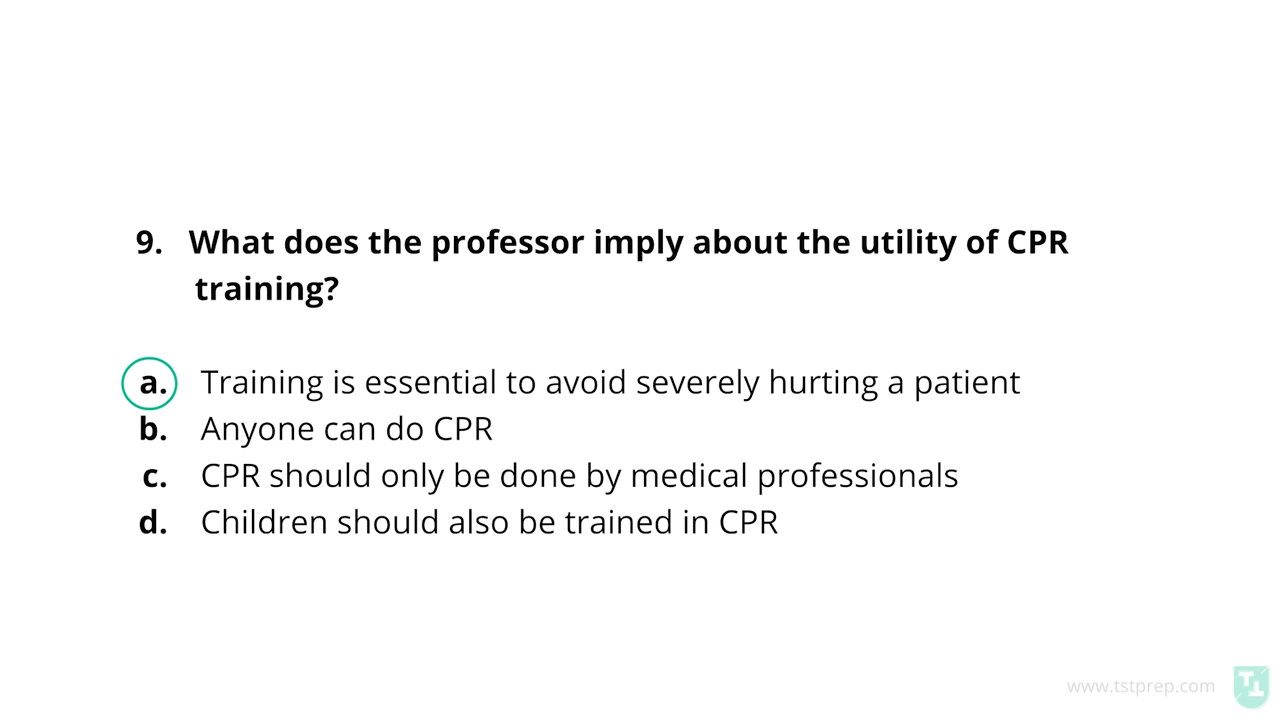 9. What does the professor imply about the utility of CPR
training?
a. Training is essential to avoid severely hurting a patient
b. Anyone can do CPR
c. CPR should only be done by medical professionals
d. Children should also be trained in CPR
www.tstprep.com